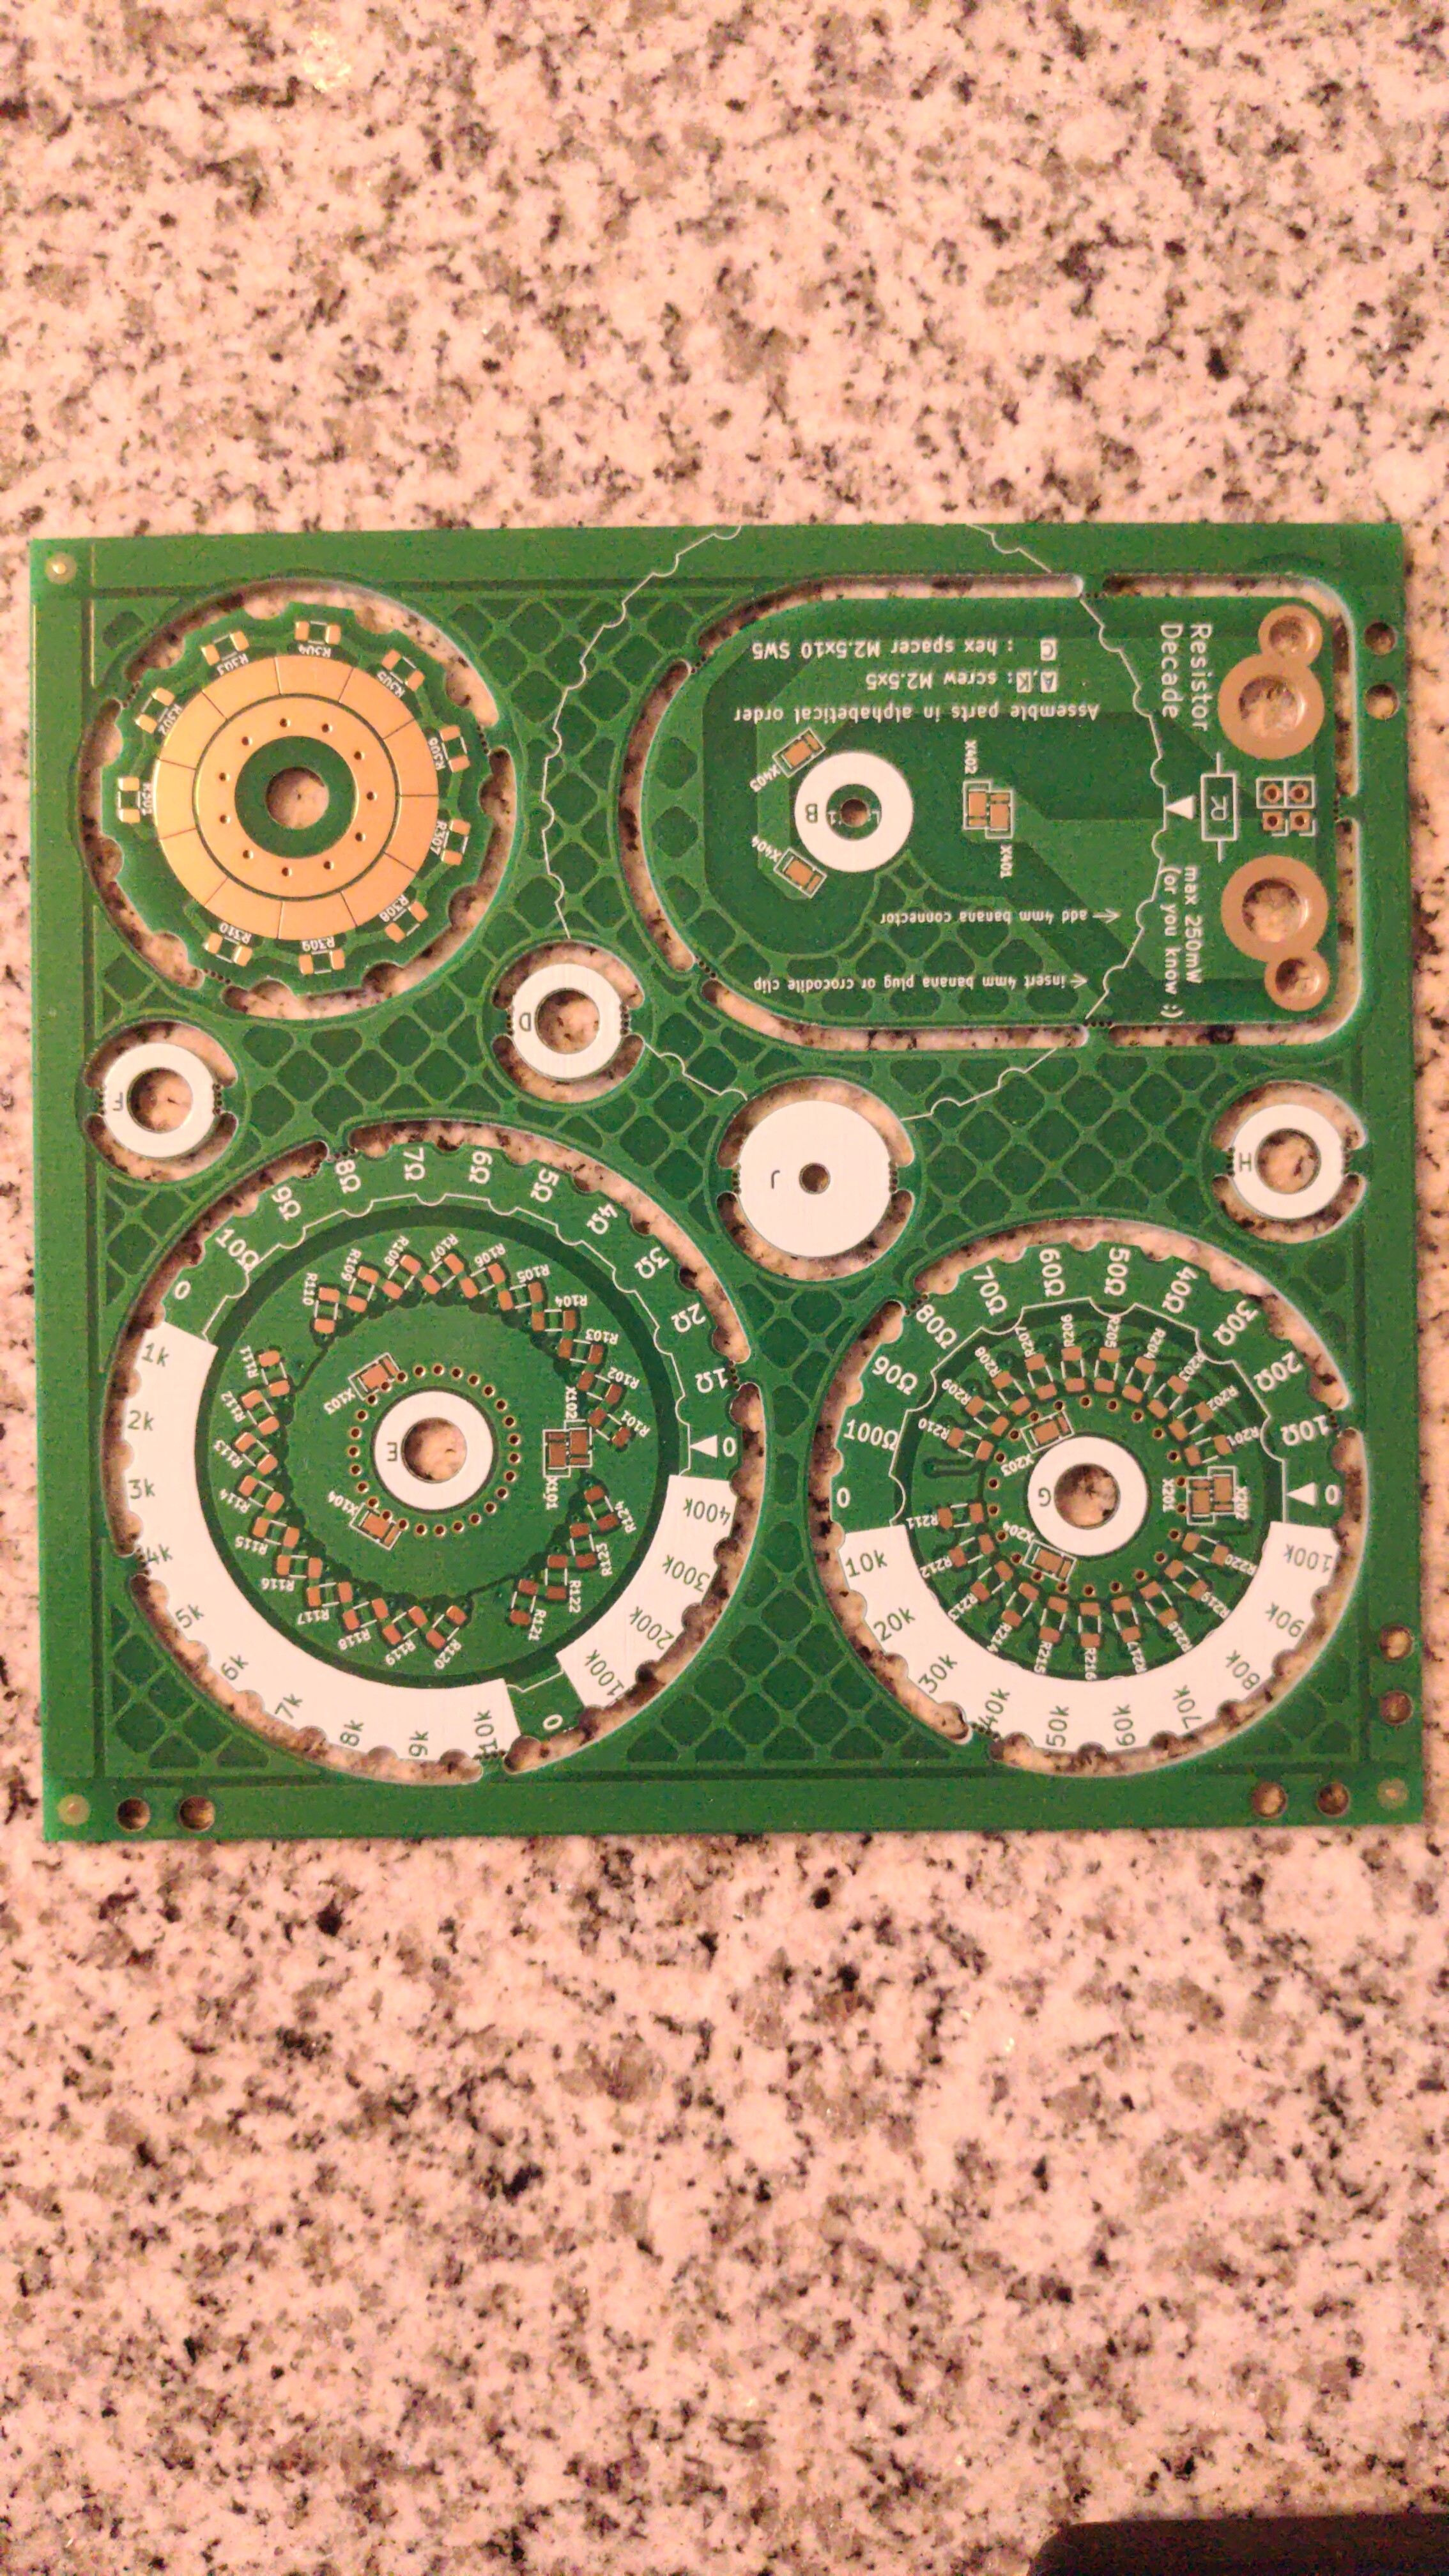 Resistor
Decade
R0
max 250mW
(or you know :)
C : hex spacer M2.5x10 SW5
A,K: screw M2.5x5
Assemble parts in alphabetical order
add 4mm banana connector
insert 4mm banana plug or crocodile clip
X403
X404
X402
X401
B
R301
R302
R303
R304
R305
R306
R307
R308
R309
R310
D
F
J
H
0
1Ω
2Ω
3Ω
4Ω
5Ω
6Ω
7Ω
8Ω
9Ω
10Ω
0
1k
2k
3k
4k
5k
6k
7k
8k
9k
10k
0
100k
200k
300k
400k
R101
R102
R103
R104
R105
R106
R107
R108
R109
R110
R111
R112
R113
R114
R115
R116
R117
R118
R119
R120
R121
R122
R123
R124
X101
X102
X103
X104
E
0
10Ω
20Ω
30Ω
40Ω
50Ω
60Ω
70Ω
80Ω
90Ω
100Ω
0
10k
20k
30k
40k
50k
60k
70k
80k
90k
100k
R201
R202
R203
R204
R205
R206
R207
R208
R209
R210
R211
R212
R213
R214
R215
R216
R217
R218
R219
R220
X201
X202
X203
X204
G